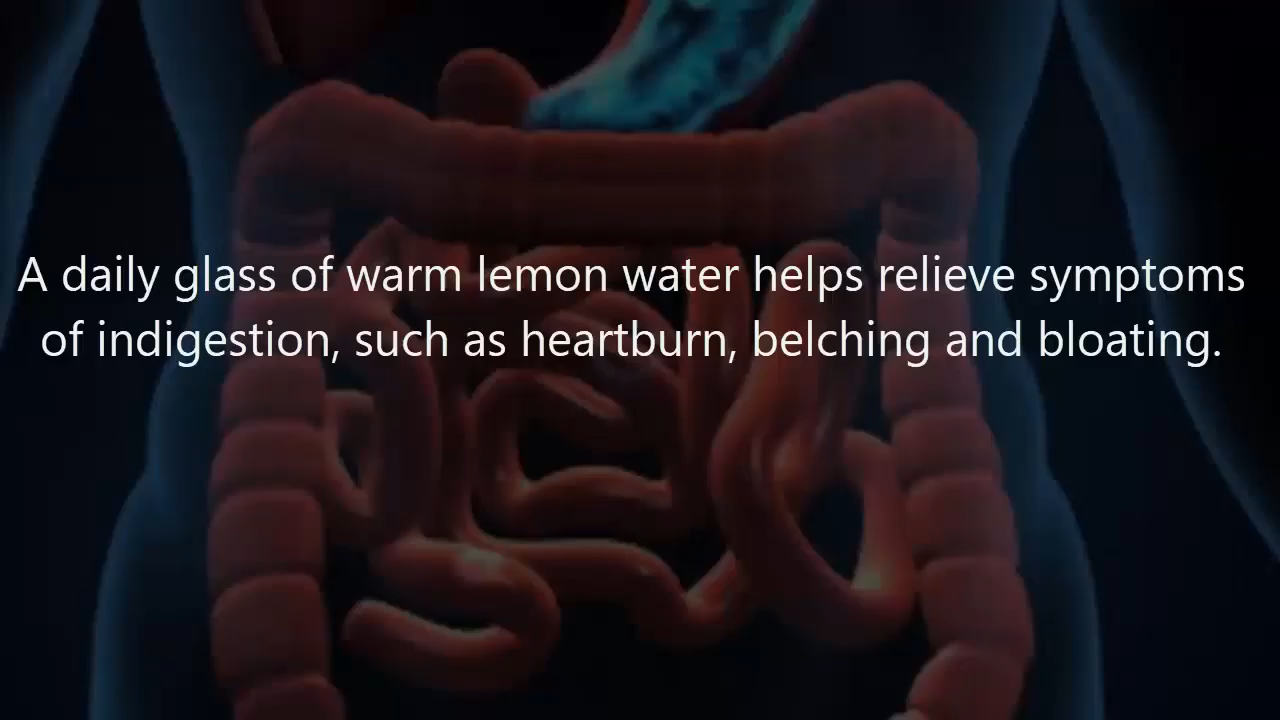 A daily glass of warm lemon water helps relieve symptoms
of indigestion, such as heartburn, belching and bloating.